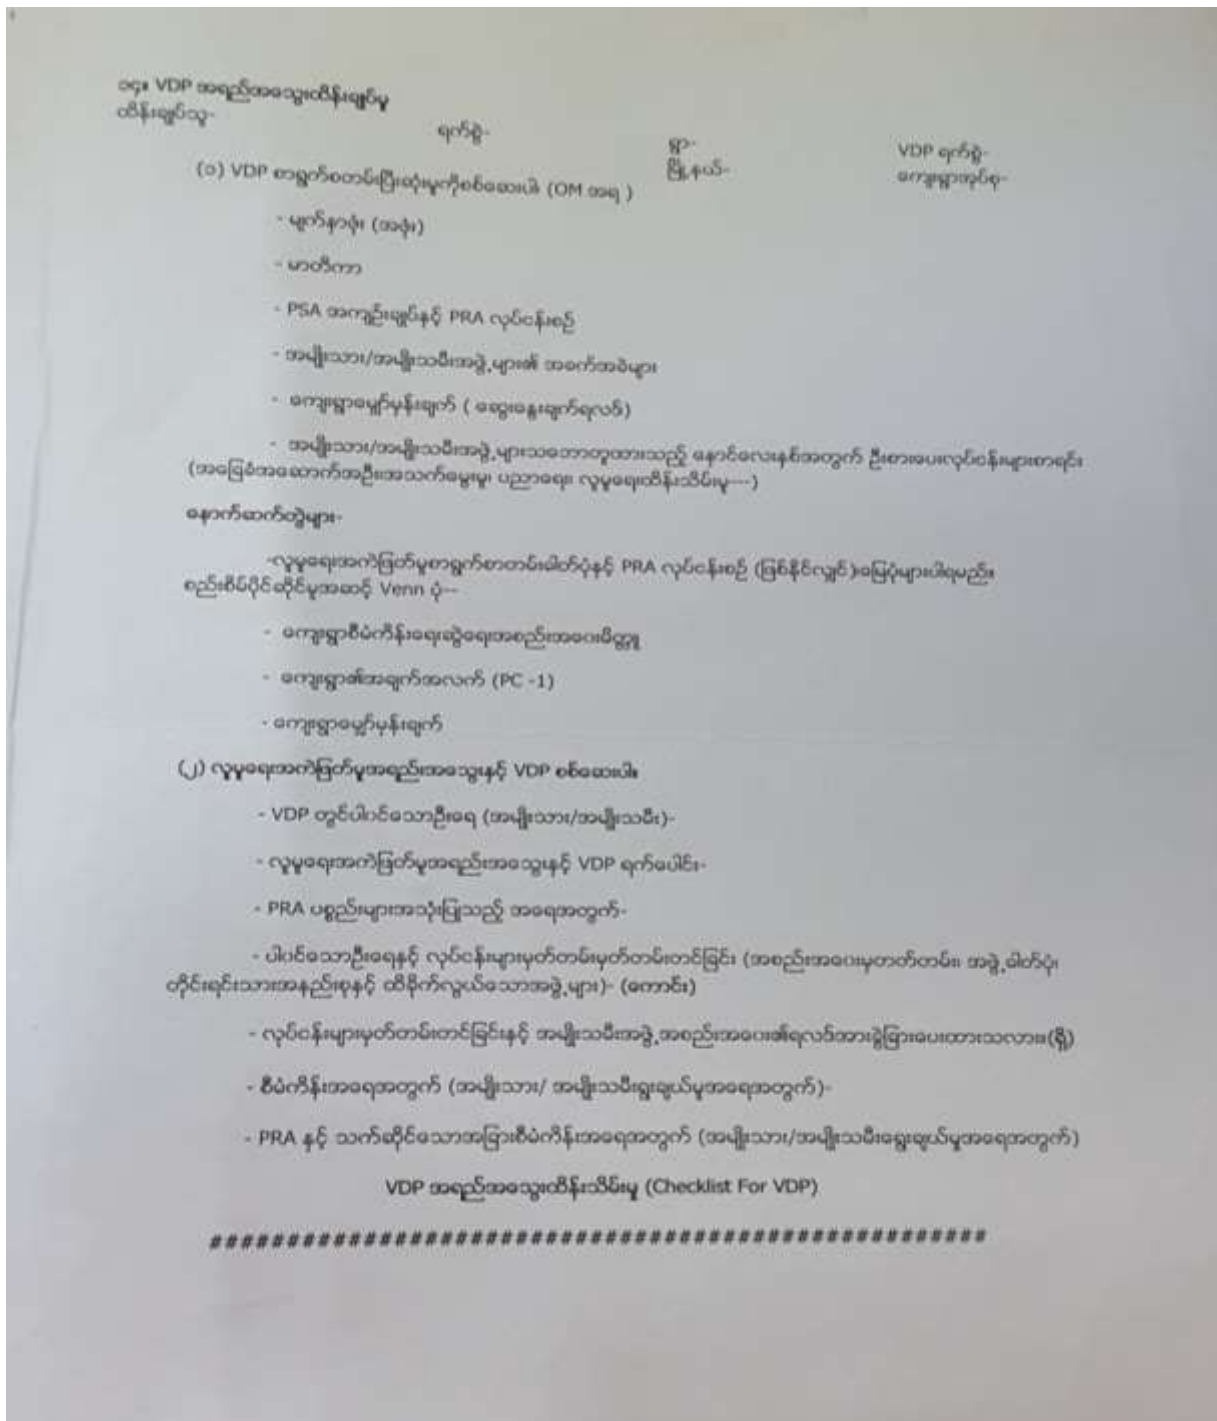 ၁၄။ VDP အရည်အသွေးထိန်းချုပ်မှု
ထိန်းချုပ်သူ- ရက်စွဲ- ရွာ- VDP ရက်စွဲ-
မြို့နယ်- ကျေးရွာအုပ်စု-
(၁) VDP စာရွက်စတမ်းပြီးဆုံးမှုကိုစစ်ဆေးပါ (OM အရ )
- မျက်နှာဖုံး (အဖုံး)
- မာတိကာ
- PSA အကျဉ်းချုပ်နှင့် PRA လုပ်ငန်းစဉ်
- အမျိုးသား/အမျိုးသမီးအဖွဲ့များ၏ အခက်အခဲများ
- ကျေးရွာမျှော်မှန်းချက် ( ဆွေးနွေးချက်ရလဒ်)
- အမျိုးသား/အမျိုးသမီးအဖွဲ့များသဘောတူထားသည့် နောင်လေးနှစ်အတွက် ဦးစားပေးလုပ်ငန်းများစာရင်း
(အခြေခံအဆောက်အဦးအသက်မွေးမှု၊ ပညာရေး၊ လူမှုရေးထိန်းသိမ်းမှု---)
နောက်ဆက်တွဲများ-
-လူမှုရေးအကဲဖြတ်မှုစာရွက်စာတမ်းဓါတ်ပုံနှင့် PRA လုပ်ငန်းစဉ် (ဖြစ်နိုင်လျှင်)မြေပုံများပါရမည်။
စည်းစိမ်ပိုင်ဆိုင်မှုအဆင့် Venn ပုံ--
- ကျေးရွာစီမံကိန်းရေးဆွဲရေးအစည်းအဝေးမိတ္တူ
- ကျေးရွာ၏အချက်အလက် (PC -1)
- ကျေးရွာမျှော်မှန်းချက်
(၂) လူမှုရေးအကဲဖြတ်မှုအရည်းအသွေးနှင့် VDP စစ်ဆေးပါ။
- VDP တွင်ပါဝင်သောဦးရေ (အမျိုးသား/အမျိုးသမီး)-
- လူမှုရေးအကဲဖြတ်မှုအရည်းအသွေးနှင့် VDP ရက်ပေါင်း-
- PRA ပစ္စည်းများအသုံးပြုသည့် အရေအတွက်-
- ပါဝင်သောဦးရေနှင့် လုပ်ငန်းများမှတ်တမ်းမှတ်တမ်းတင်ခြင်း (အစည်းအဝေးမှတတ်တမ်း၊ အဖွဲ့ဓါတ်ပုံ၊
တိုင်းရင်းသားအနည်းစုနှင့် ထိခိုက်လွယ်သောအဖွဲ့များ)- (ကောင်း)
- လုပ်ငန်းများမှတ်တမ်းတင်ခြင်းနှင့် အမျိုးသမီးအဖွဲ့အစည်းအဝေး၏ရလဒ်အားခွဲခြားပေးထားသလား။(ရှိ)
- စီမံကိန်းအရေအတွက် (အမျိုးသား/ အမျိုးသမီးရွးချယ်မှုအရေအတွက်)-
- PRA နှင့် သက်ဆိုင်သောအခြားစီမံကိန်းအရေအတွက် (အမျိုးသား/အမျိုးသမီးရွေးချယ်မှုအရေအတွက်)
VDP အရည်အသွေးထိန်းသိမ်းမှု (Checklist For VDP)
###################################################